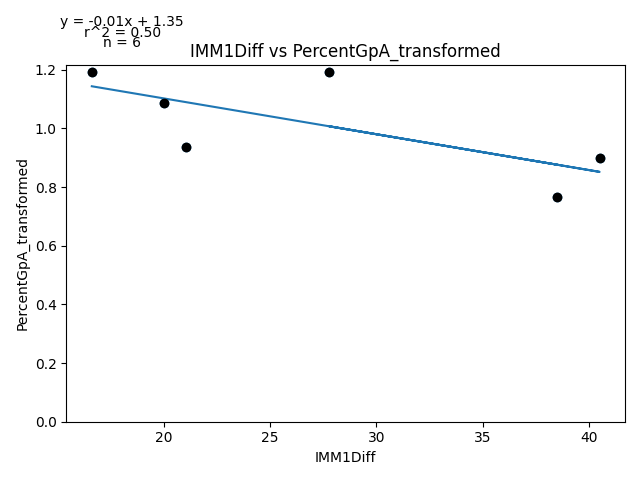 y = -0.01x + 1.35
r^2 = 0.50
n = 6
IMM1Diff vs PercentGpA_transformed
1.2
1.0
0.8
0.6
0.4
0.2
0.0
PercentGpA_transformed
20
25
30
35
40
IMM1Diff